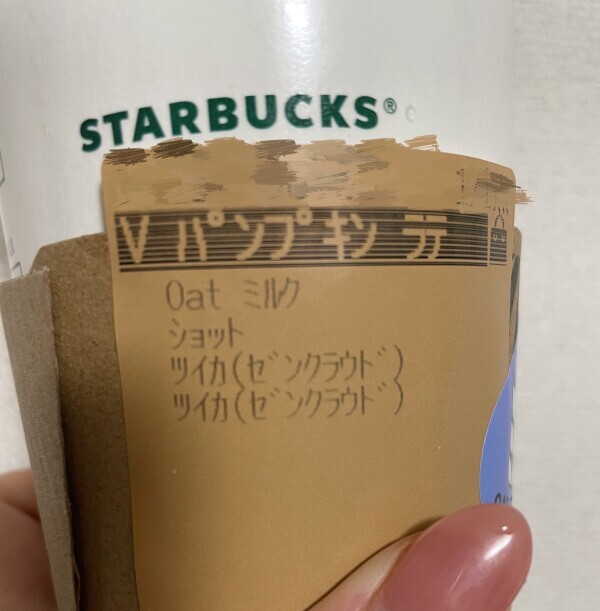 STARBUCKS®
V ﾊﾟﾝﾌﾟｷﾝ ﾗﾃ
Oat ﾐﾙｸ
ｼｮｯﾄ
ﾂｲｶ(ｾﾞﾝｸﾗｳﾄﾞ)
ﾂｲｶ(ｾﾞﾝｸﾗｳﾄﾞ)